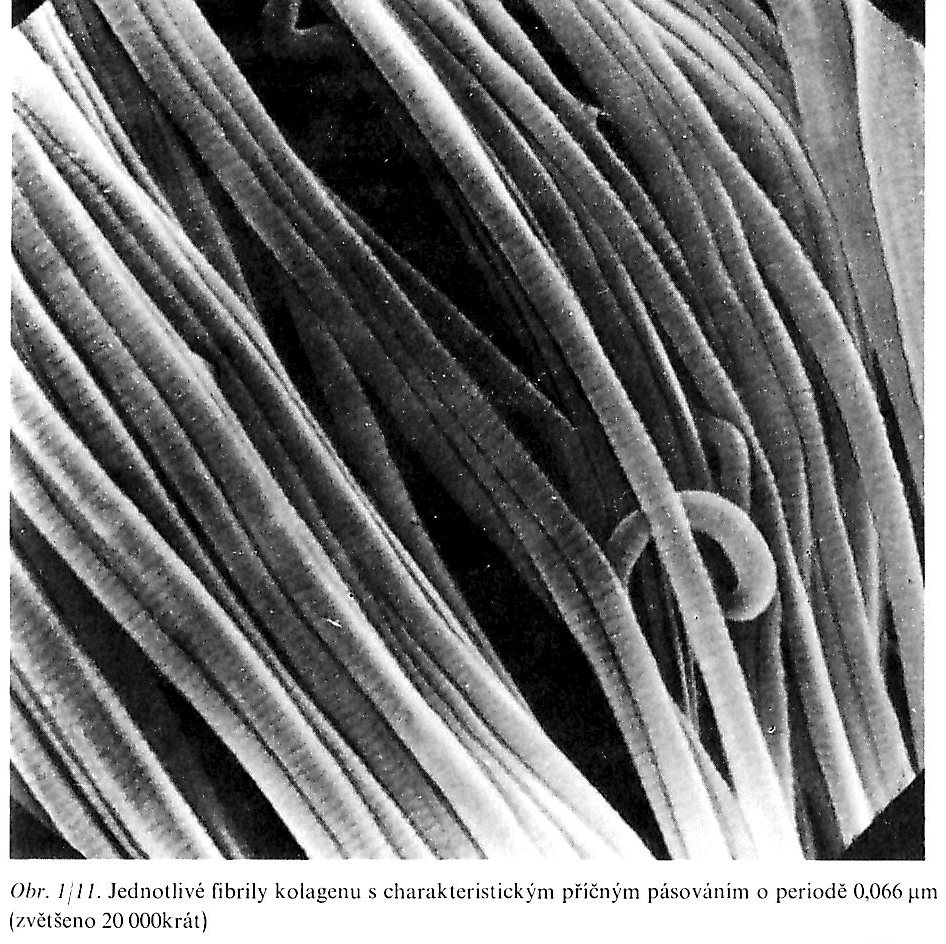 Obr. 1/11. Jednotlivé fibrily kolagenu s charakteristickým příčným pásováním o periodě 0,066 µm
(zvětšeno 20 000krát)